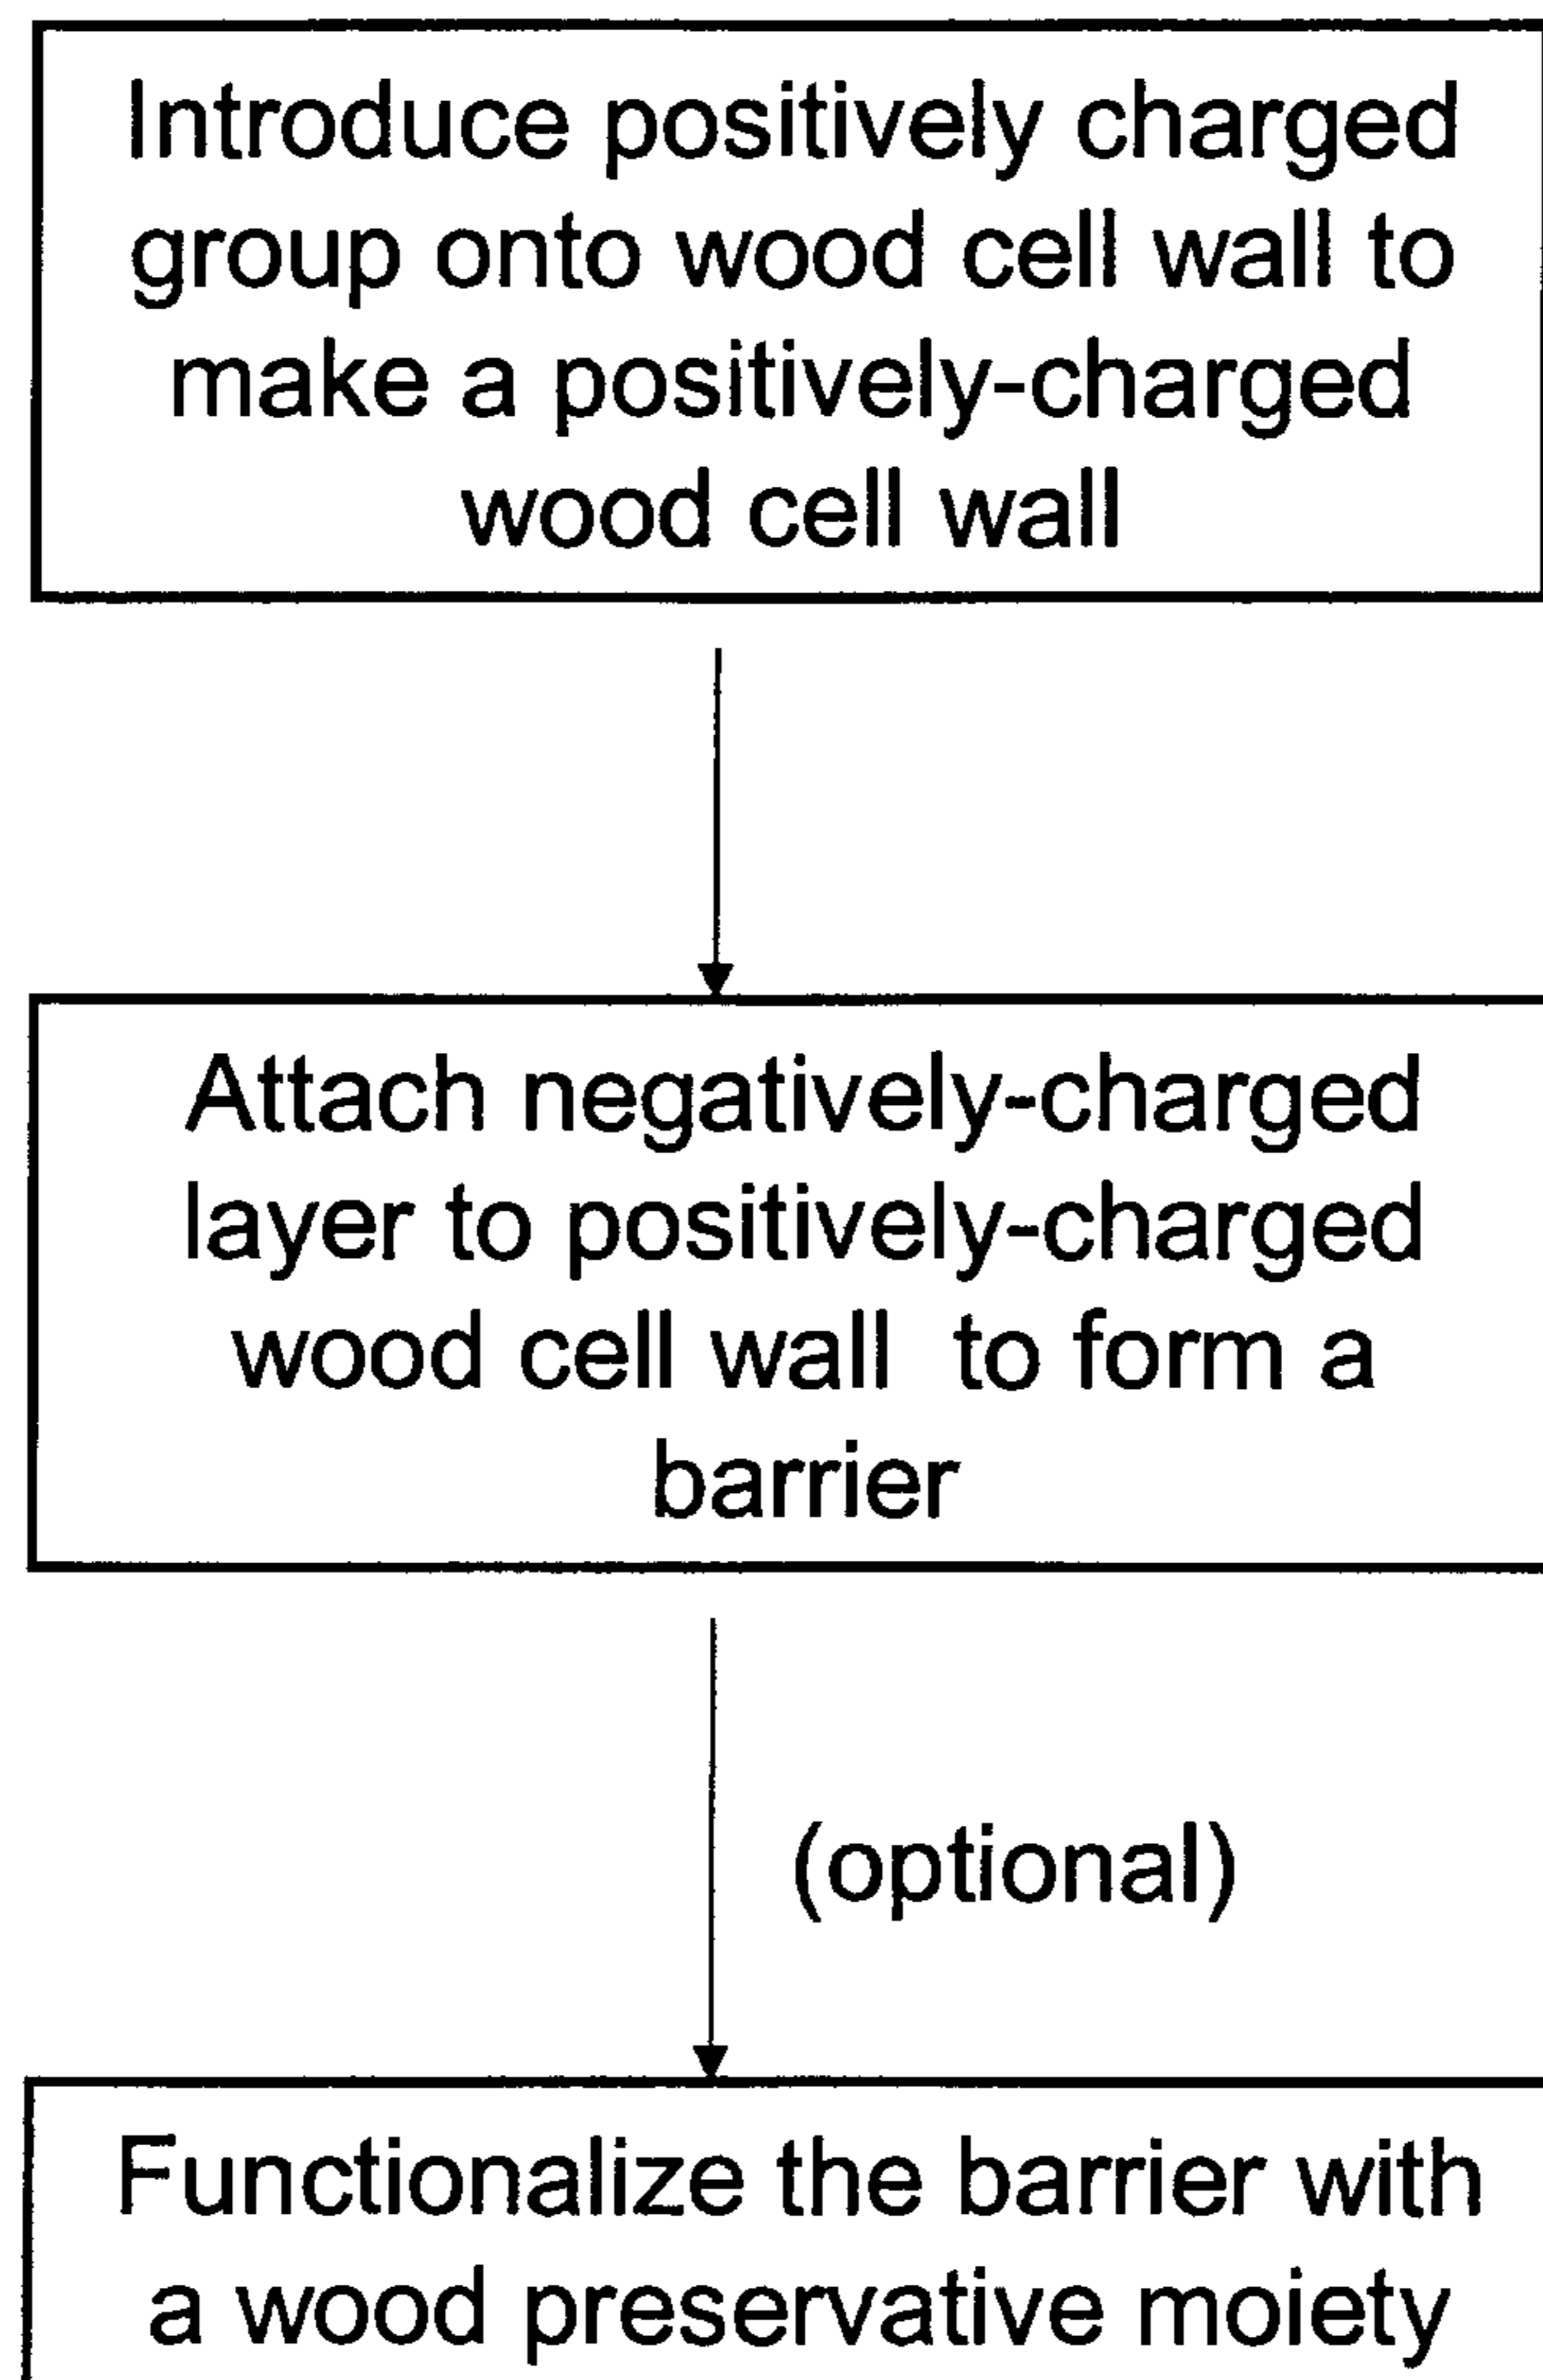 Introduce positively charged
group onto wood cell wall to
make a positively-charged
wood cell wall
Attach negatively-charged
layer to positively-charged
wood cell wall to form a
barrier
(optional)
Functionalize the barrier with
a wood preservative moiety